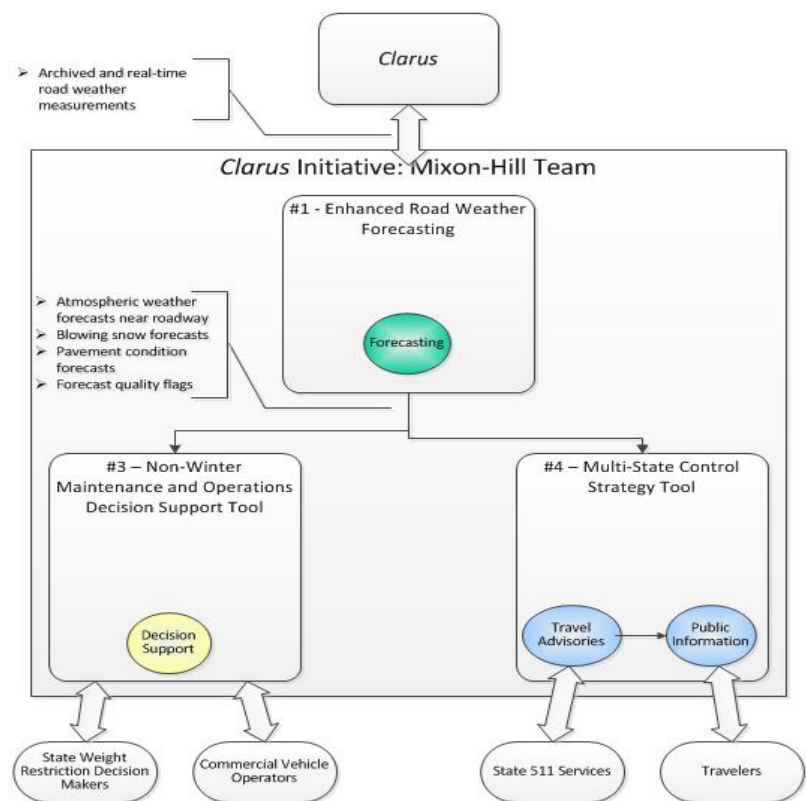 Clarus
➢ Archived and real-time
road weather
measurements
Clarus Initiative: Mixon-Hill Team
#1 - Enhanced Road Weather
Forecasting
➢ Atmospheric weather
forecasts near roadway
➢ Blowing snow forecasts
➢ Pavement condition
forecasts
➢ Forecast quality flags
Forecasting
#3 – Non-Winter
Maintenance and Operations
Decision Support Tool
Decision
Support
#4 – Multi-State Control
Strategy Tool
Travel
Advisories
Public
Information
State Weight
Restriction Decision
Makers
Commercial Vehicle
Operators
State 511 Services
Travelers